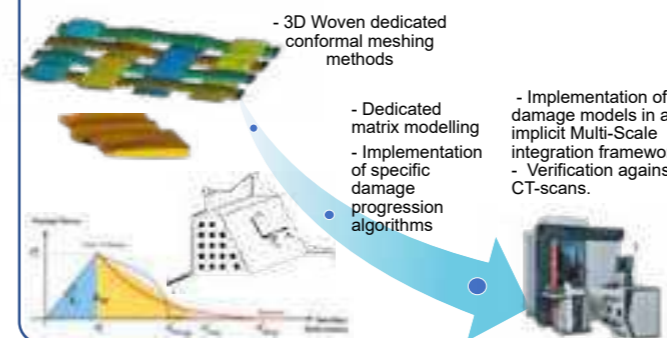 - 3D Woven dedicated
conformal meshing
methods
- Dedicated
matrix modelling
- Implementation
of specific
damage
progression
algorithms
- Implementation of
damage models in a
implicit Multi-Scale
integration framewo
- Verification agains
CT-scans.